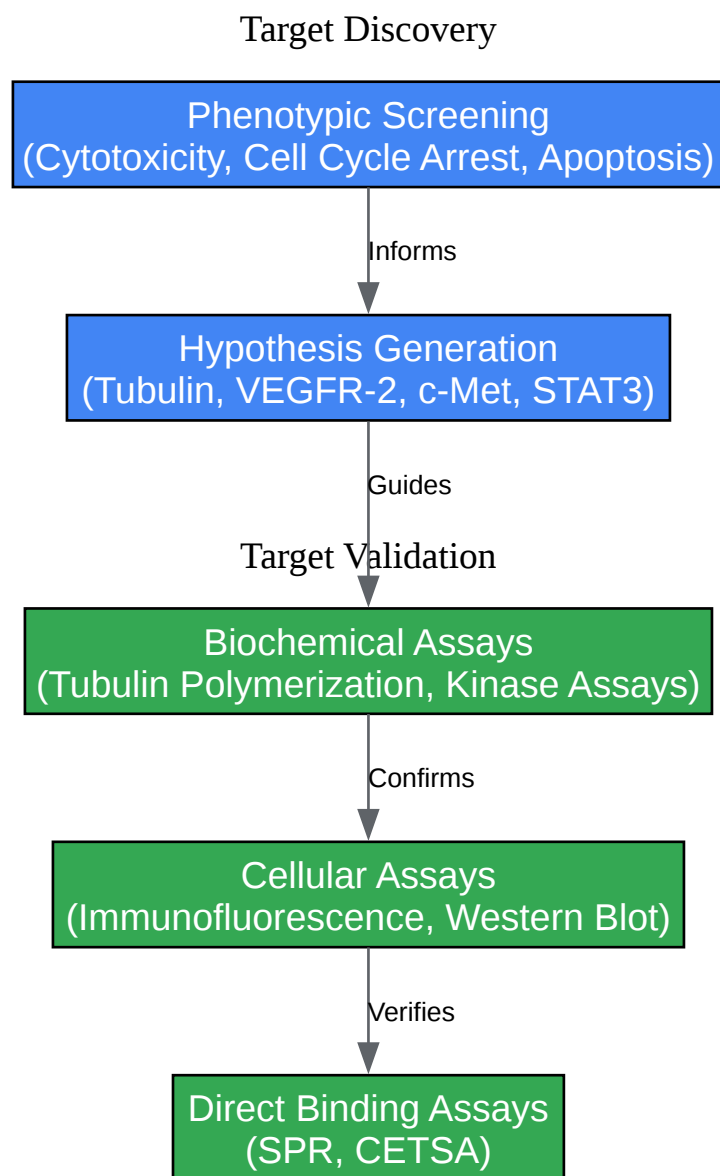 Target Discovery
Phenotypic Screening
(Cytotoxicity, Cell Cycle Arrest, Apoptosis)
Informs
Hypothesis Generation
(Tubulin, VEGFR-2, c-Met, STAT3)
Guides
Target Validation
Biochemical Assays
(Tubulin Polymerization, Kinase Assays)
Confirms
Cellular Assays
(Immunofluorescence, Western Blot)
Verifies
Direct Binding Assays
(SPR, CETSA)